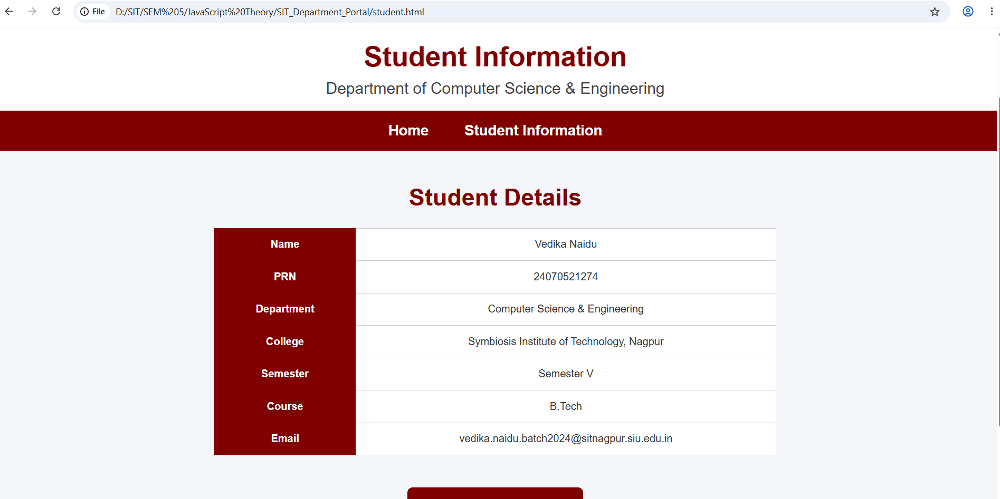 File D:/SIT/SEM%205/JavaScript%20Theory/SIT_Department_Portal/student.html
Student Information
Department of Computer Science & Engineering
Home Student Information
Student Details
Name Vedika Naidu
PRN 24070521274
Department Computer Science & Engineering
College Symbiosis Institute of Technology, Nagpur
Semester Semester V
Course B.Tech
Email vedika.naidu.batch2024@sitnagpur.siu.edu.in